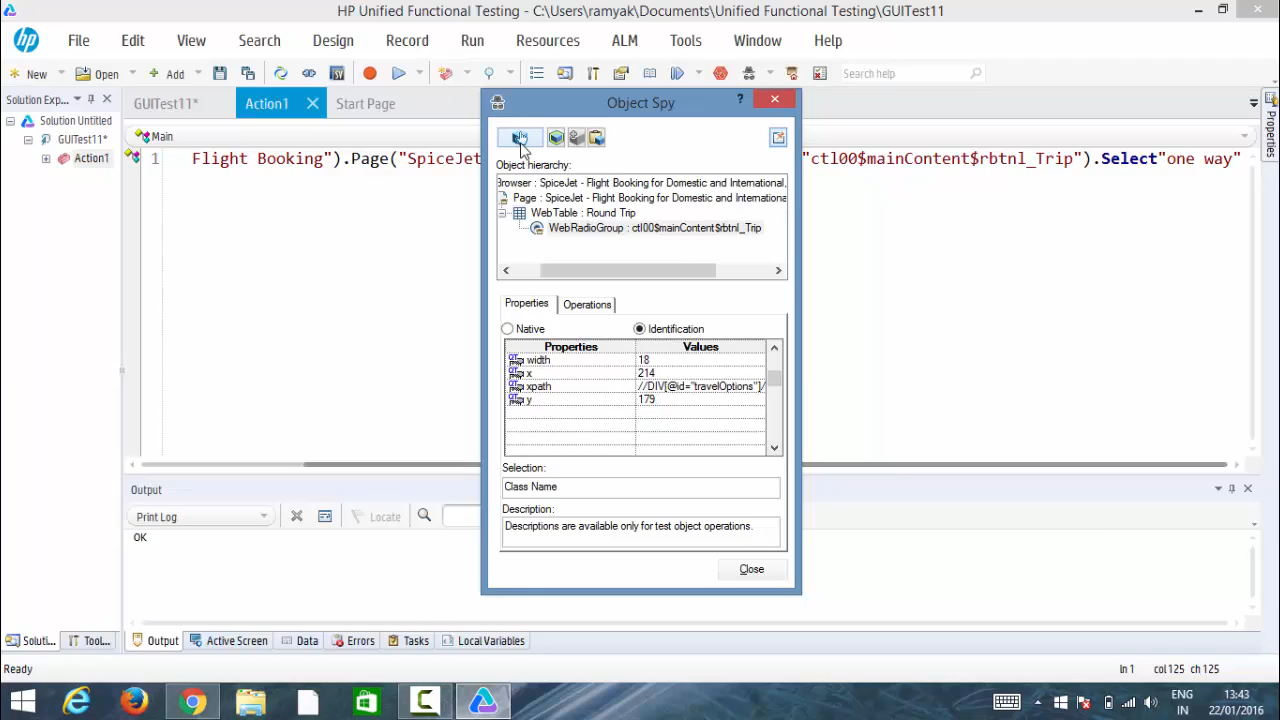 HP Unified Functional Testing - C:\Users\ramyak\Documents\Unified Functional Testing\GUITest11
hp File Edit View Search Design Record Run Resources ALM Tools Window Help
New Open Add Search help
Solution Exp...
GUITest11* Action1 Start Page
Solution Untitled
GUITest11*
Action1
Main
1 Flight Booking").Page("SpiceJet "ctl00$mainContent$rbtnl_Trip").Select"one way"
Object Spy
?
Object hierarchy:
Browser : SpiceJet - Flight Booking for Domestic and International,
Page : SpiceJet - Flight Booking for Domestic and Internationa
WebTable : Round Trip
WebRadioGroup : ctl00$mainContent$rbtnl_Trip
Properties Operations
Native Identification
Properties Values
width 18
x 214
xpath //DIV[@id="travelOptions"]/
y 179
Selection:
Class Name
Description:
Descriptions are available only for test object operations.
Close
Properties
Output
Print Log Locate
OK
Soluti... Tool... Output Active Screen Data Errors Tasks Local Variables
Ready ln 1 col 125 ch 125
ENG
IN
13:43
22/01/2016